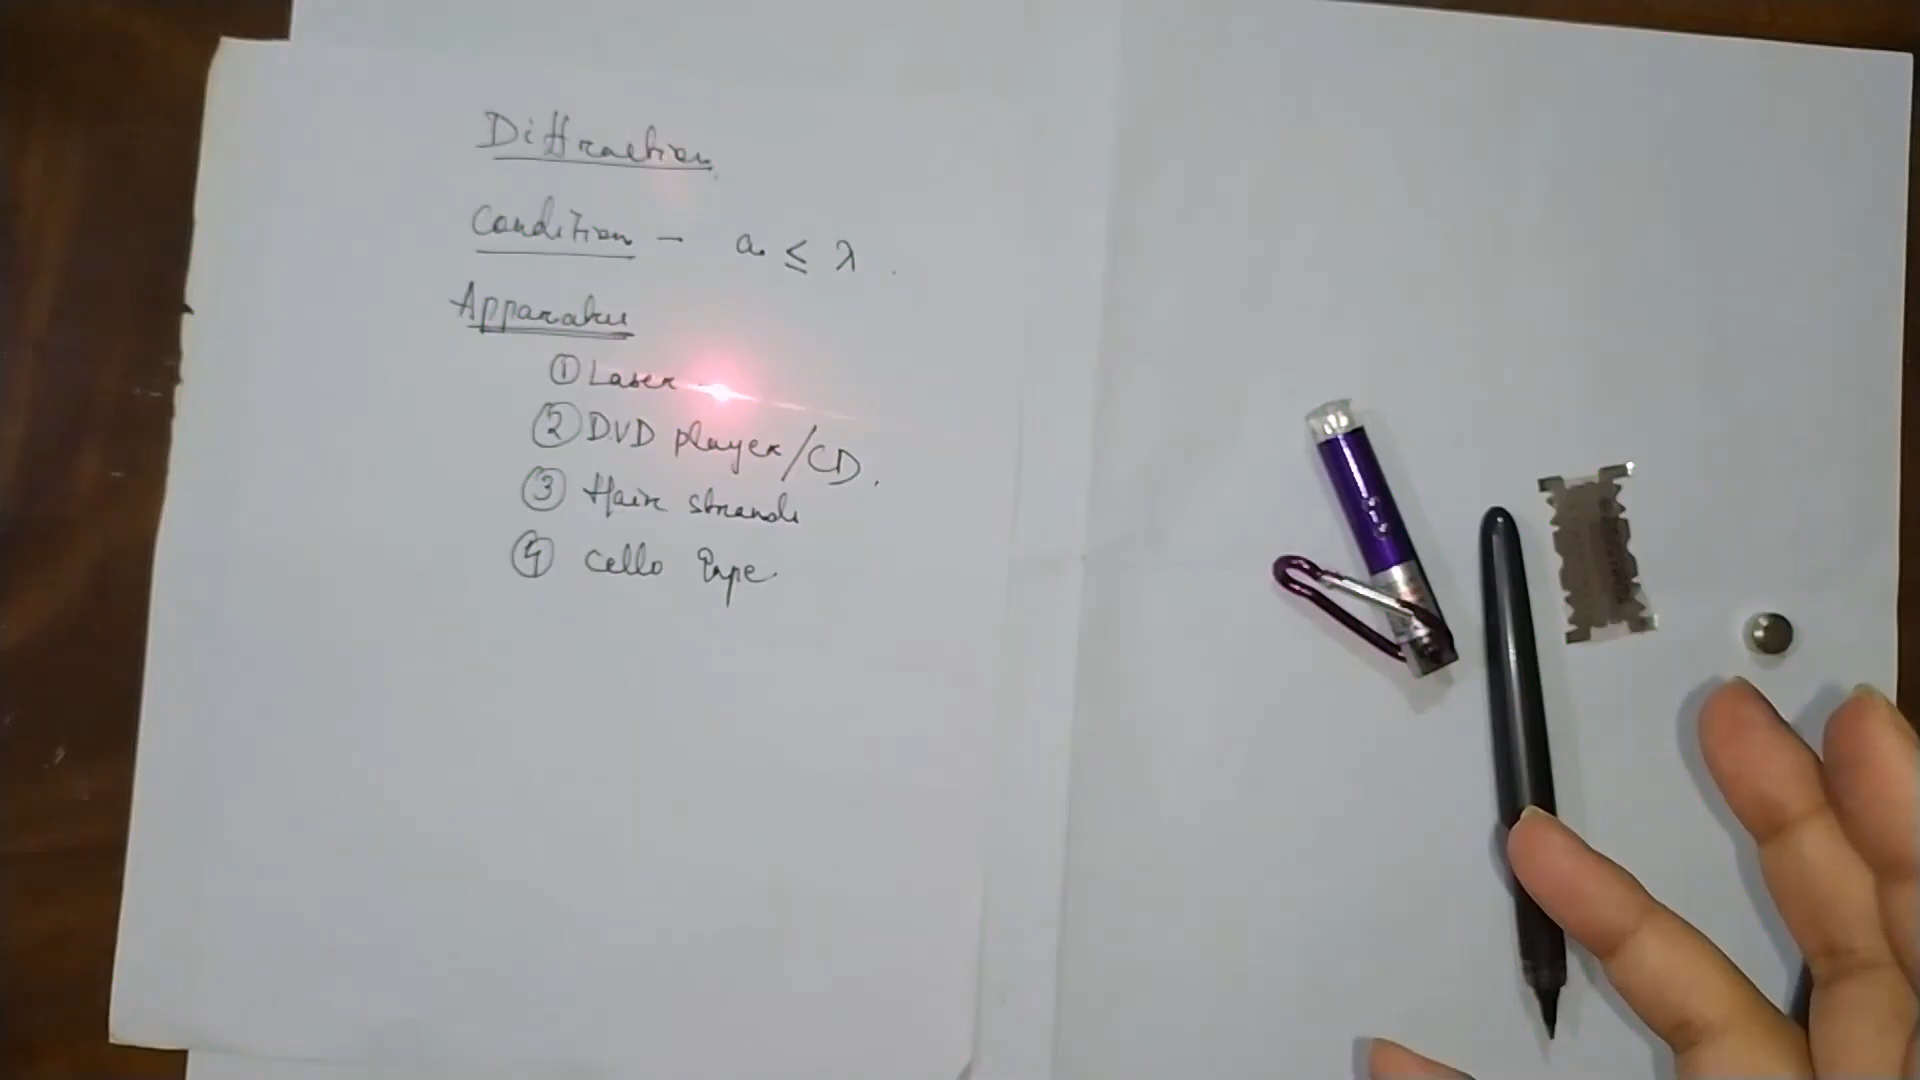 Diffraction
Condition - a ≤ λ.
Apparatus
① Laser
② DVD player/CD.
③ Hair strands
④ Cello Tape